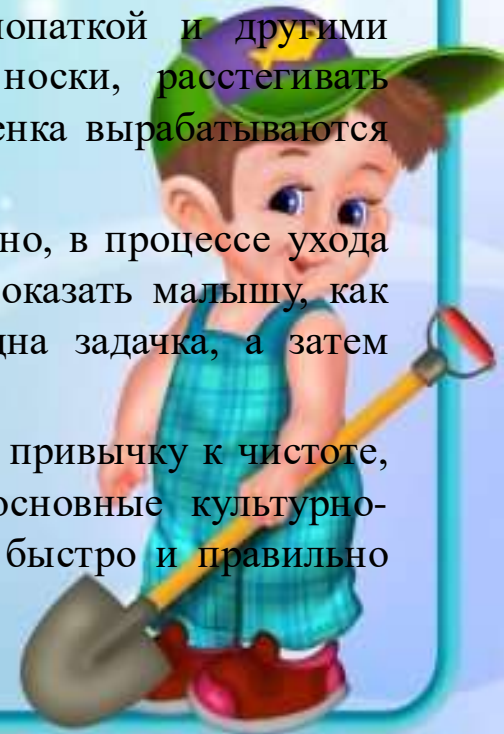 лопаткой и другими
носки, расстегивать
енка вырабатываются
но, в процессе ухода
оказать малышу, как
дна задачка, а затем
привычку к чистоте,
основные культурно-
быстро и правильно